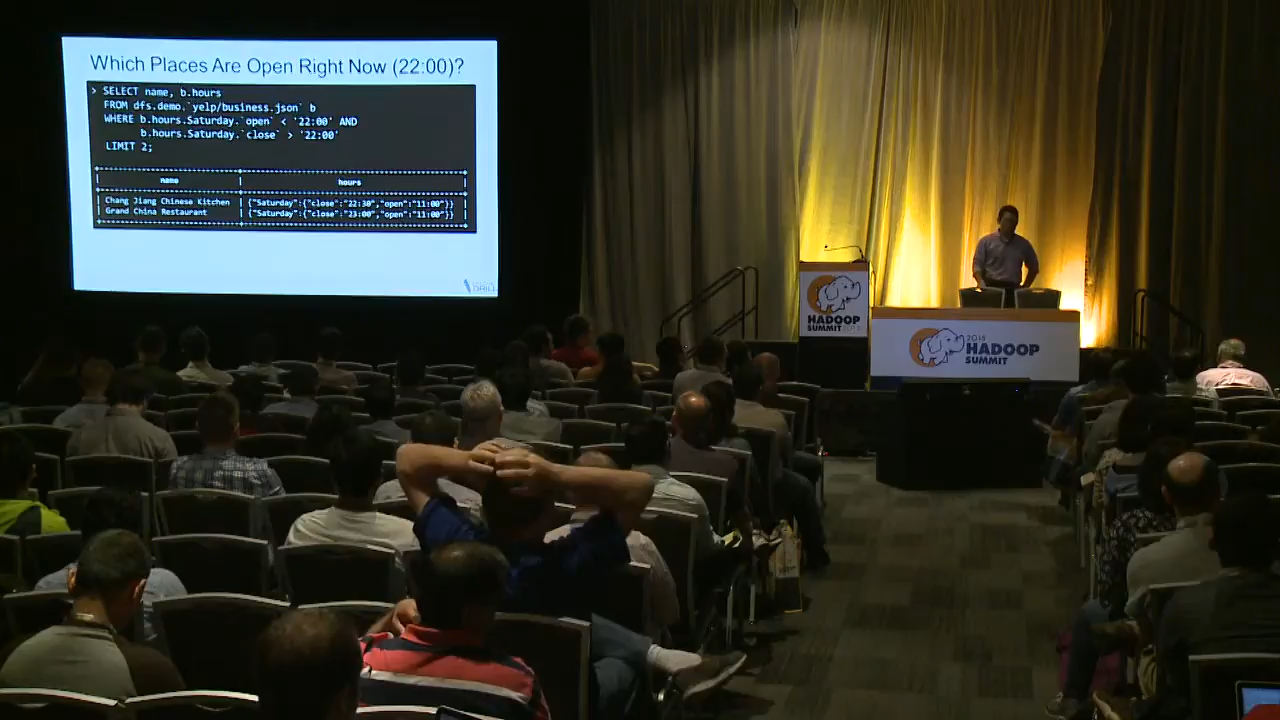 Which Places Are Open Right Now (22:00)?
> SELECT name, b.hours
FROM dfs.demo.`yelp/business.json` b
WHERE b.hours.Saturday.`open` < '22:00' AND
b.hours.Saturday.`close` > '22:00'
LIMIT 2;
| name | hours |
| Chang Jiang Chinese Kitchen | {"Saturday":{"close":"22:30","open":"11:00"}} |
| Grand China Restaurant | {"Saturday":{"close":"23:00","open":"11:00"}} |
DRILL
HADOOP
SUMMIT 2015
2015
HADOOP
SUMMIT